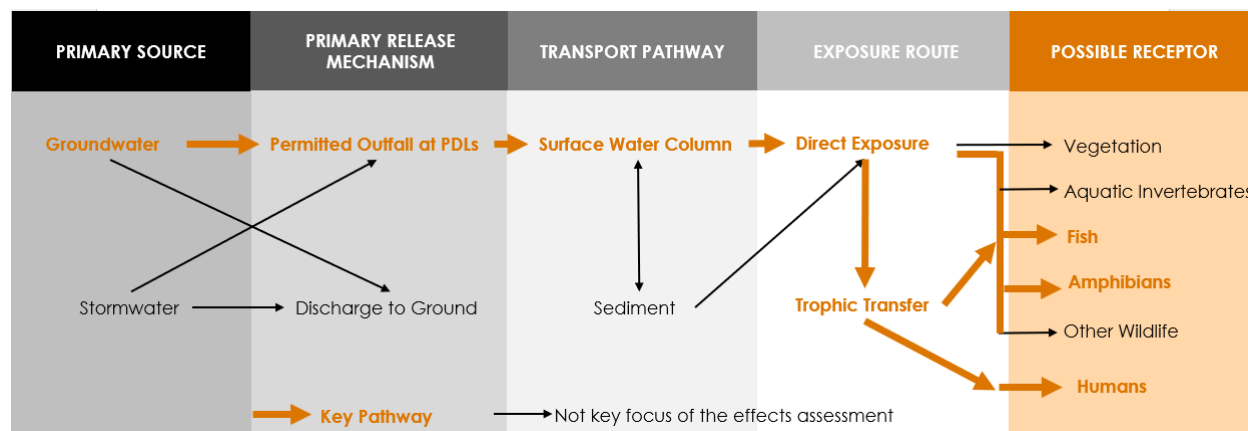 PRIMARY SOURCE
PRIMARY RELEASE
MECHANISM
TRANSPORT PATHWAY
EXPOSURE ROUTE
POSSIBLE RECEPTOR
Groundwater
Permitted Outfall at PDLs
Surface Water Column
Direct Exposure
Vegetation
Aquatic Invertebrates
Fish
Amphibians
Stormwater
Discharge to Ground
Sediment
Trophic Transfer
Other Wildlife
Humans
Key Pathway
Not key focus of the effects assessment